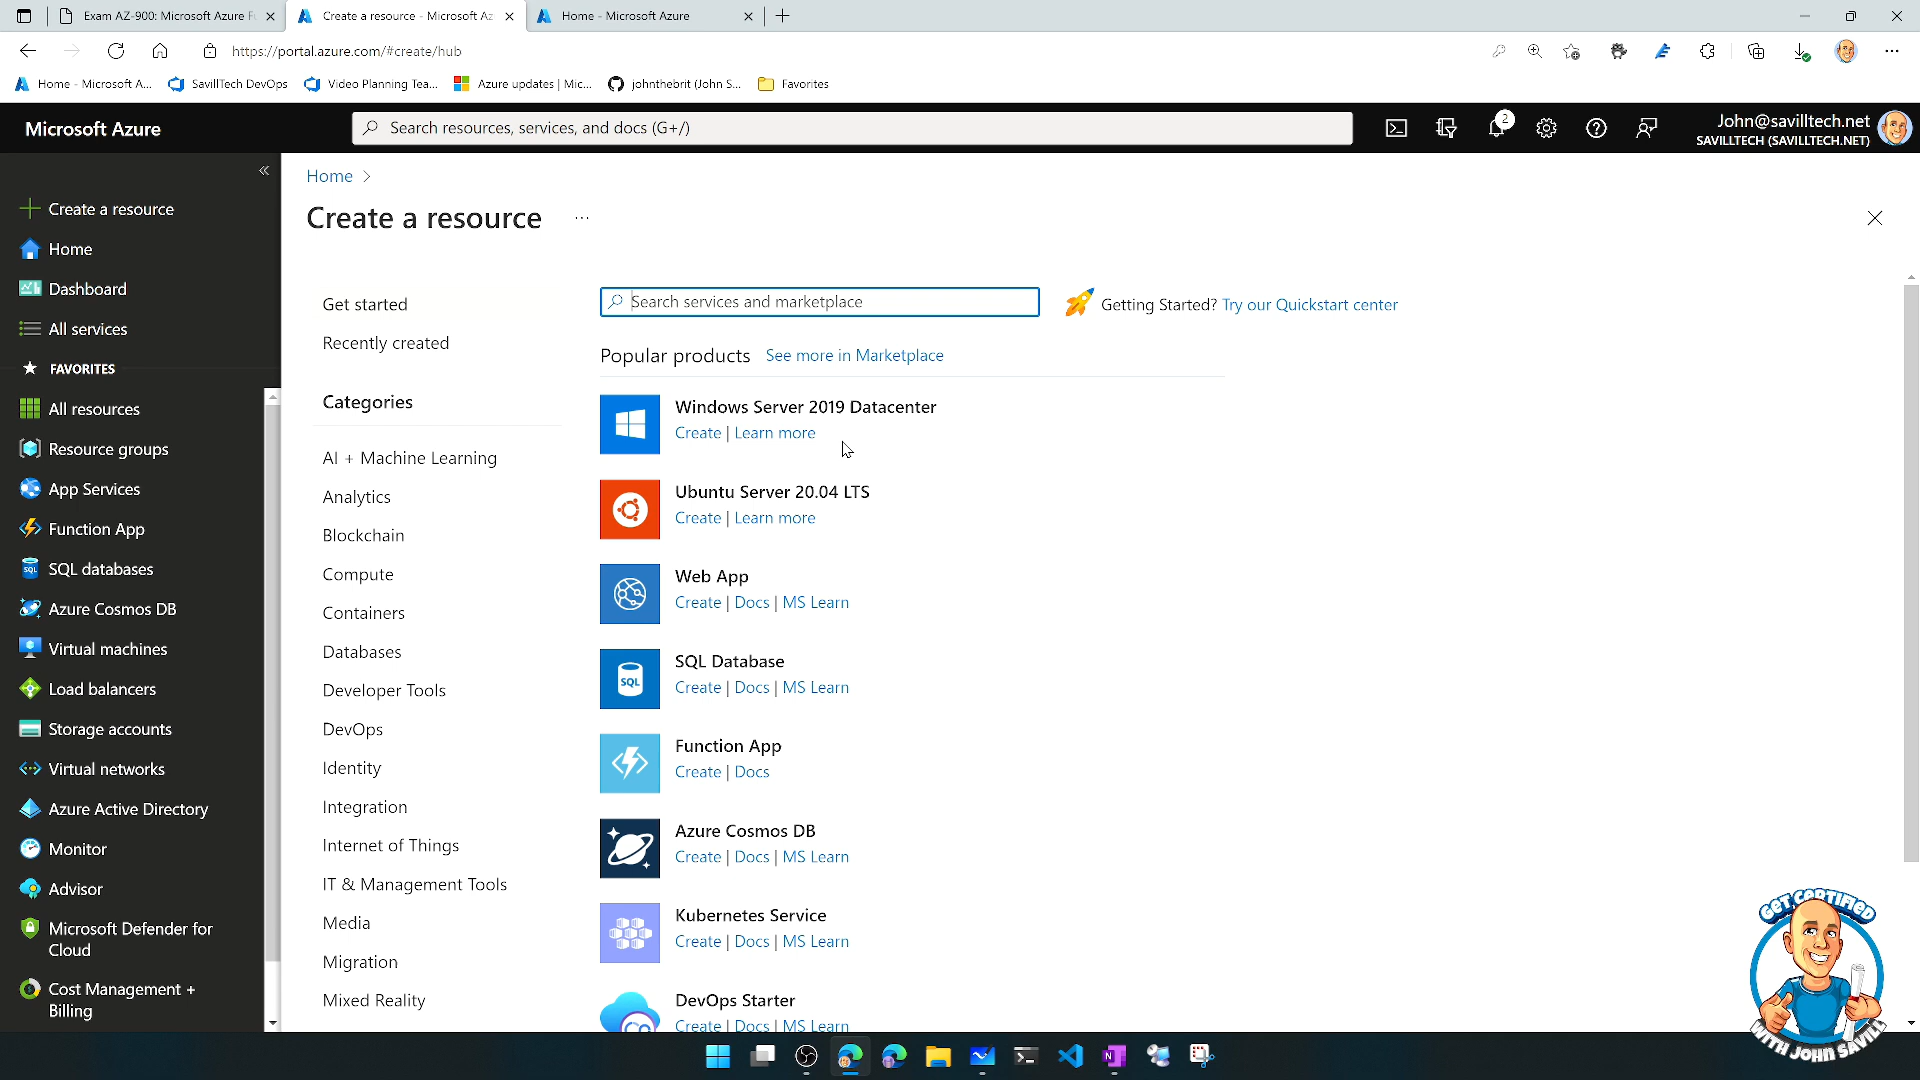 Exam AZ-900: Microsoft Azure F
Create a resource - Microsoft Az
Home - Microsoft Azure
https://portal.azure.com/#create/hub
Home - Microsoft A...
SavillTech DevOps
Video Planning Tea...
Azure updates | Mic...
johnthebrit (John S...
Favorites
Microsoft Azure
Search resources, services, and docs (G+/)
2
John@savilltech.net
SAVILLTECH (SAVILLTECH.NET)
Create a resource
Home
Dashboard
All services
FAVORITES
All resources
Resource groups
App Services
Function App
SQL databases
Azure Cosmos DB
Virtual machines
Load balancers
Storage accounts
Virtual networks
Azure Active Directory
Monitor
Advisor
Microsoft Defender for
Cloud
Cost Management +
Billing
Home >
Create a resource ...
Get started
Recently created
Categories
AI + Machine Learning
Analytics
Blockchain
Compute
Containers
Databases
Developer Tools
DevOps
Identity
Integration
Internet of Things
IT & Management Tools
Media
Migration
Mixed Reality
Search services and marketplace
Getting Started? Try our Quickstart center
Popular products See more in Marketplace
Windows Server 2019 Datacenter
Create | Learn more
Ubuntu Server 20.04 LTS
Create | Learn more
Web App
Create | Docs | MS Learn
SQL
SQL Database
Create | Docs | MS Learn
Function App
Create | Docs
Azure Cosmos DB
Create | Docs | MS Learn
Kubernetes Service
Create | Docs | MS Learn
DevOps Starter
Create | Docs | MS Learn
GET CERTIFIED
WITH JOHN SAVILL